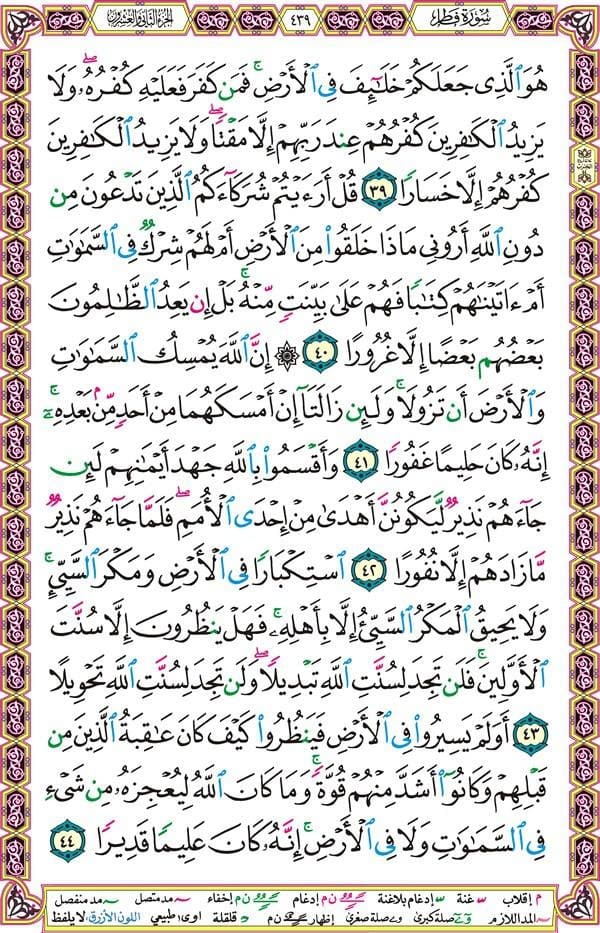 سورة فاطر
٤٣٩
الجزء الثاني والعشرون
هُوَ ٱلَّذِى جَعَلَكُمْ خَلَٰٓئِفَ فِى ٱلْأَرْضِ ۚ فَمَن كَفَرَ فَعَلَيْهِ كُفْرُهُۥ ۖ وَلَا
يَزِيدُ ٱلْكَٰفِرِينَ كُفْرُهُمْ عِندَ رَبِّهِمْ إِلَّا مَقْتًا ۖ وَلَا يَزِيدُ ٱلْكَٰفِرِينَ
كُفْرُهُمْ إِلَّا خَسَارًا ٣٩ قُلْ أَرَءَيْتُمْ شُرَكَآءَكُمُ ٱلَّذِينَ تَدْعُونَ مِن
دُونِ ٱللَّهِ أَرُونِى مَاذَا خَلَقُوا۟ مِنَ ٱلْأَرْضِ أَمْ لَهُمْ شِرْكٌ فِى ٱلسَّمَٰوَٰتِ
أَمْ ءَاتَيْنَٰهُمْ كِتَٰبًا فَهُمْ عَلَىٰ بَيِّنَتٍ مِّنْهُ ۚ بَلْ إِن يَعِدُ ٱلظَّٰلِمُونَ
بَعْضُهُم بَعْضًا إِلَّا غُرُورًا ٤٠ ۞ إِنَّ ٱللَّهَ يُمْسِكُ ٱلسَّمَٰوَٰتِ
وَٱلْأَرْضَ أَن تَزُولَا ۚ وَلَئِن زَالَتَآ إِنْ أَمْسَكَهُمَا مِنْ أَحَدٍ مِّنۢ بَعْدِهِۦٓ ۚ
إِنَّهُۥ كَانَ حَلِيمًا غَفُورًا ٤١ وَأَقْسَمُوا۟ بِٱللَّهِ جَهْدَ أَيْمَٰنِهِمْ لَئِن
جَآءَهُمْ نَذِيرٌ لَّيَكُونُنَّ أَهْدَىٰ مِنْ إِحْدَى ٱلْأُمَمِ ۖ فَلَمَّا جَآءَهُمْ نَذِيرٌ
مَّا زَادَهُمْ إِلَّا نُفُورًا ٤٢ ٱسْتِكْبَارًا فِى ٱلْأَرْضِ وَمَكْرَ ٱلسَّيِّئِ ۚ
وَلَا يَحِيقُ ٱلْمَكْرُ ٱلسَّيِّئُ إِلَّا بِأَهْلِهِۦ ۚ فَهَلْ يَنظُرُونَ إِلَّا سُنَّتَ
ٱلْأَوَّلِينَ ۚ فَلَن تَجِدَ لِسُنَّتِ ٱللَّهِ تَبْدِيلًا ۖ وَلَن تَجِدَ لِسُنَّتِ ٱللَّهِ تَحْوِيلًا
٤٣ أَوَلَمْ يَسِيرُوا۟ فِى ٱلْأَرْضِ فَيَنظُرُوا۟ كَيْفَ كَانَ عَٰقِبَةُ ٱلَّذِينَ مِن
قَبْلِهِمْ وَكَانُوٓا۟ أَشَدَّ مِنْهُمْ قُوَّةً ۚ وَمَا كَانَ ٱللَّهُ لِيُعْجِزَهُۥ مِن شَىْءٍ
فِى ٱلسَّمَٰوَٰتِ وَلَا فِى ٱلْأَرْضِ ۚ إِنَّهُۥ كَانَ عَلِيمًا قَدِيرًا ٤٤
م إقلاب غنة إدغام بلاغنة ن م إدغام ن م إخفاء مد متصل مد منفصل
المد اللازم صلة كبرى صلة صغرى إظهار ن م قلقلة اوى: طبيعي اللون الأزرق: لا يلفظ